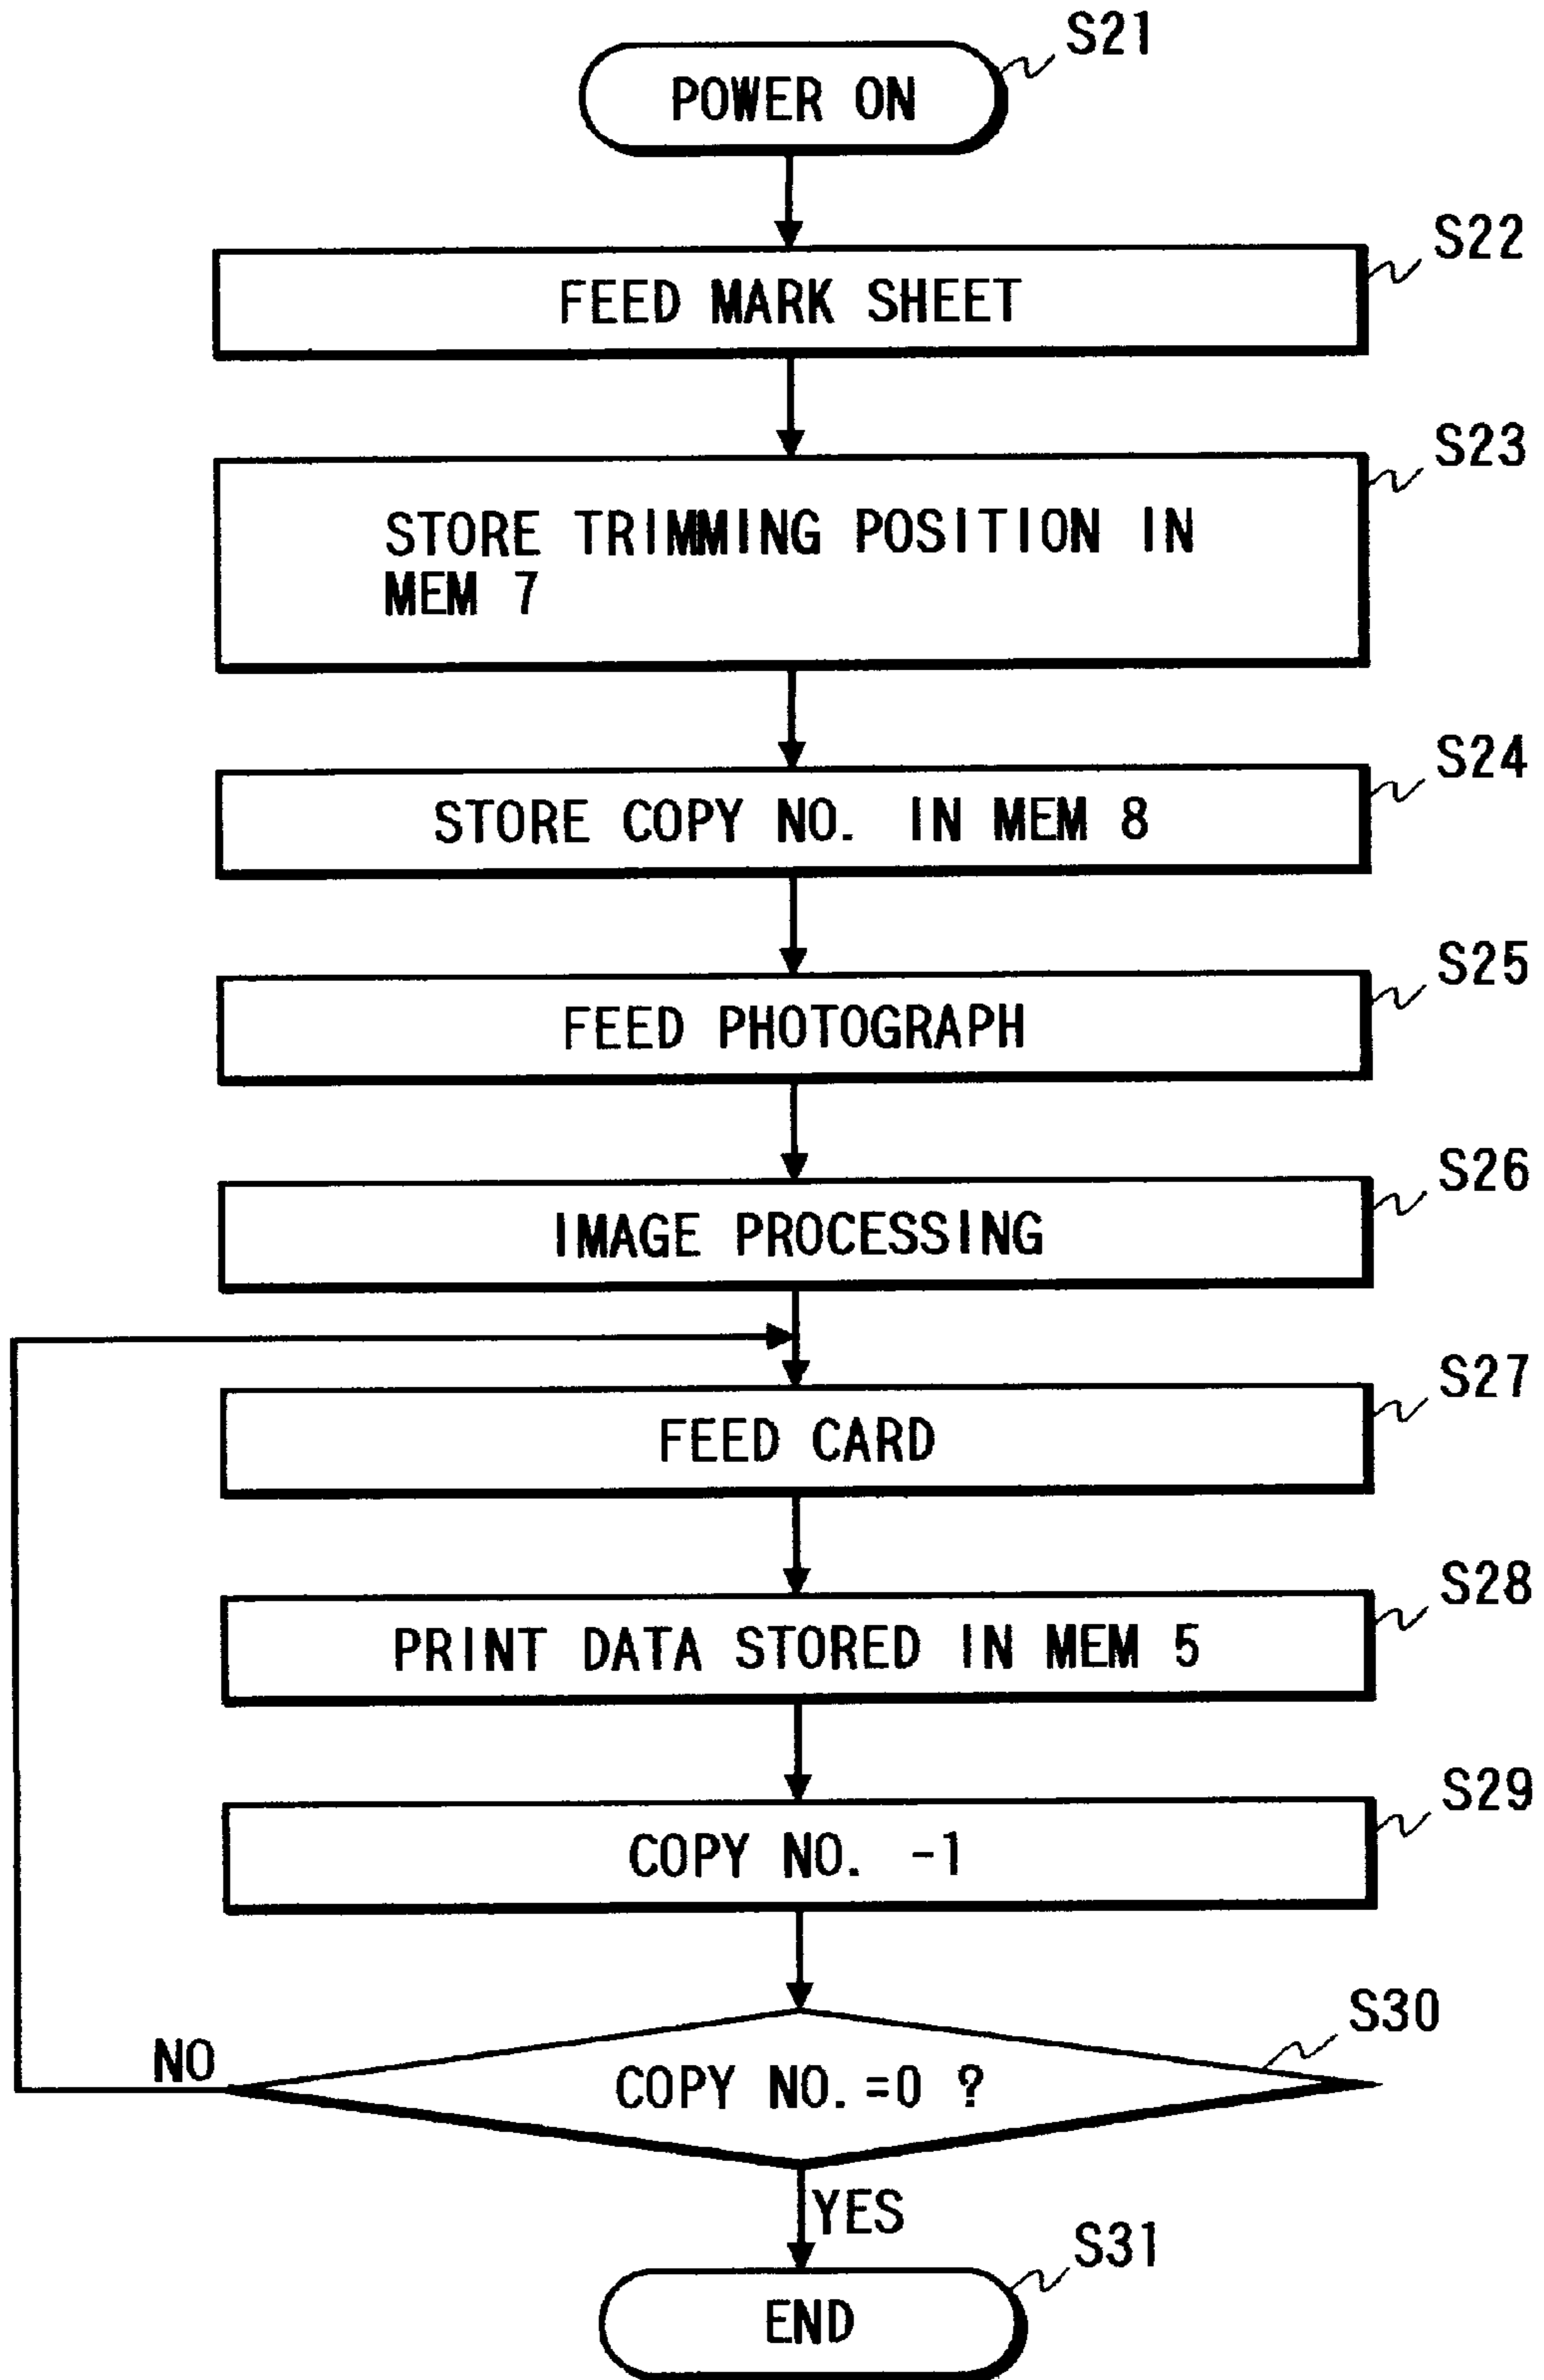 S21
POWER ON
S22
FEED MARK SHEET
S23
STORE TRIMMING POSITION IN
MEM 7
S24
STORE COPY NO. IN MEM 8
S25
FEED PHOTOGRAPH
S26
IMAGE PROCESSING
S27
FEED CARD
S28
PRINT DATA STORED IN MEM 5
S29
COPY NO. -1
S30
NO
COPY NO.=0 ?
YES
S31
END